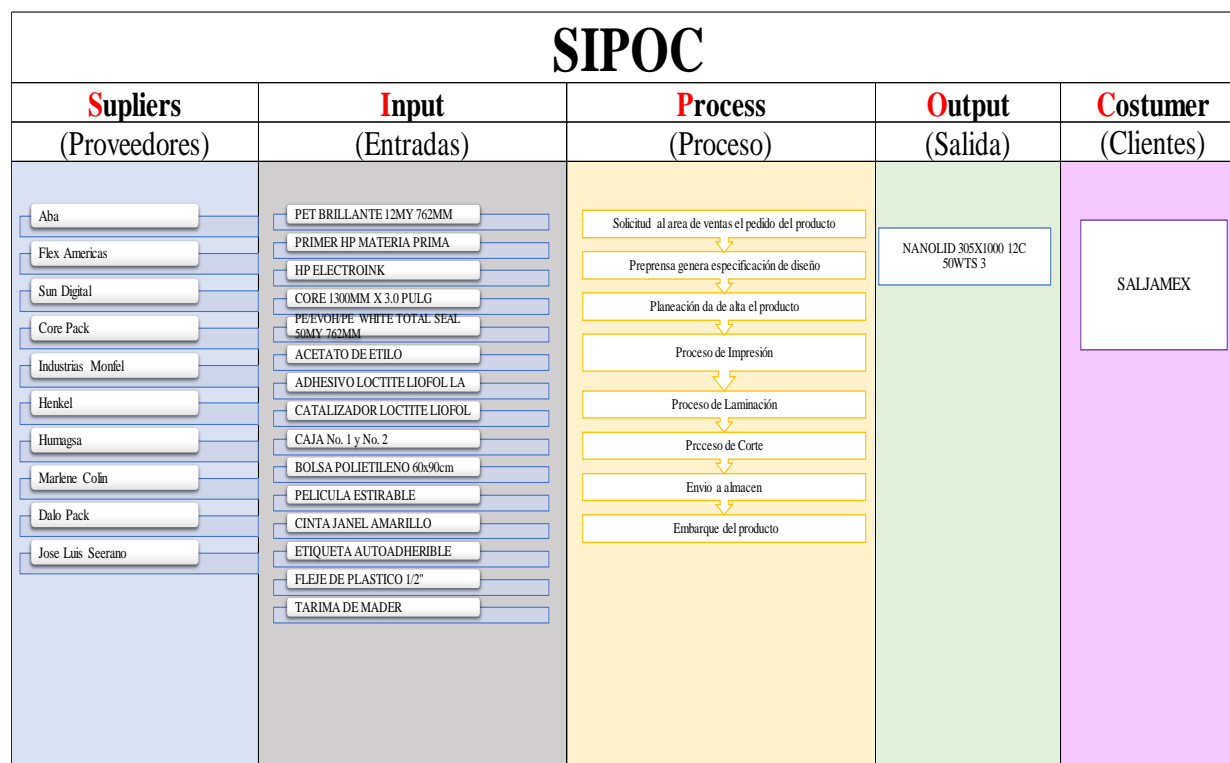 SIPOC
Supliers
Input
Process
Output
Costumer
(Proveedores)
(Entradas)
(Proceso)
(Salida)
(Clientes)
Aba
Flex Americas
Sun Digital
Core Pack
Industrias Monfel
Henkel
Humagsa
Marlene Colin
Dalo Pack
Jose Luis Seerano
PET BRILLANTE 12MY 762MM
PRIMER HP MATERIA PRIMA
HP ELECTROINK
CORE 1300MM X 3.0 PULG
PE/EVOH/PE WHITE TOTAL SEAL
50MY 762MM
ACETATO DE ETILO
ADHESIVO LOCTITE LIOFOL LA
CATALIZADOR LOCTITE LIOFOL
CAJA No. 1 y No. 2
BOLSA POLIETILENO 60x90cm
PELICULA ESTIRABLE
CINTA JANEL AMARILLO
ETIQUETA AUTOADHERIBLE
FLEJE DE PLASTICO 1/2"
TARIMA DE MADER
Solicitud al area de ventas el pedido del producto
Preprensa genera especificación de diseño
Planeación da de alta el producto
Proceso de Impresión
Proceso de Laminación
Prcceso de Corte
Envio a almacen
Embarque del producto
NANOLID 305X1000 12C
50WTS 3
SALJAMEX